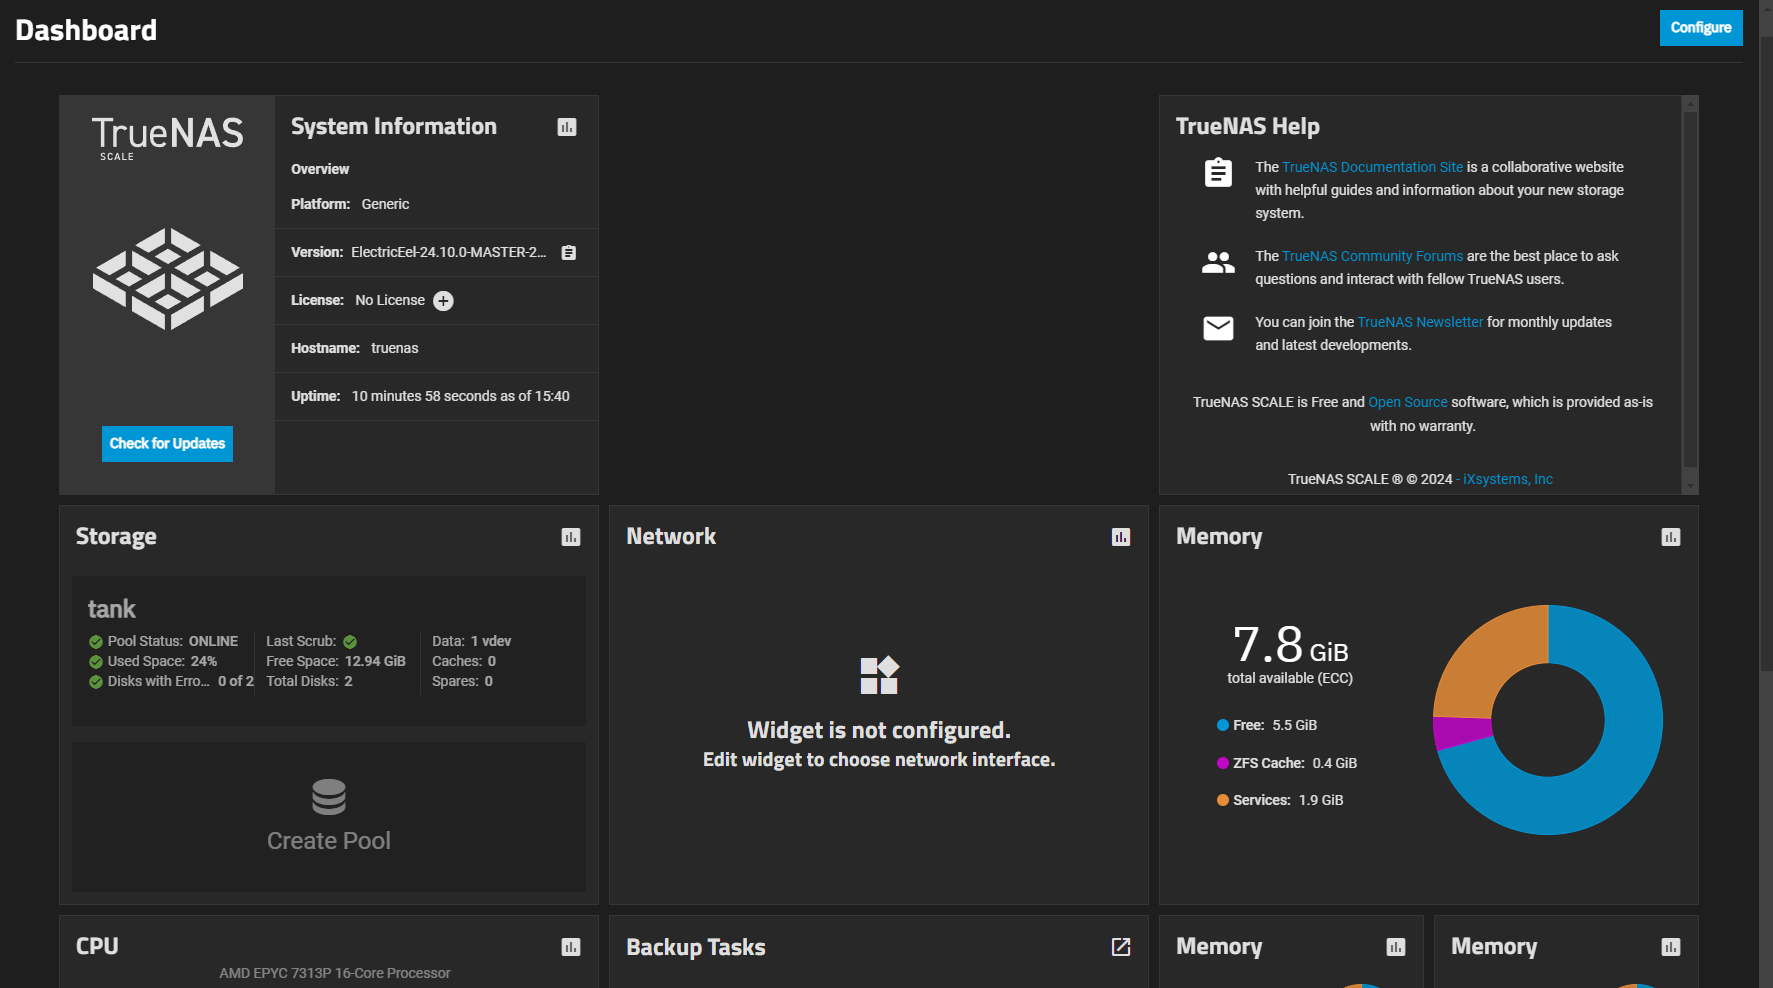 Dashboard
Configure
TrueNAS
SCALE
Check for Updates
System Information
Overview
Platform: Generic
Version: ElectricEel-24.10.0-MASTER-2...
License: No License
Hostname: truenas
Uptime: 10 minutes 58 seconds as of 15:40
TrueNAS Help
The TrueNAS Documentation Site is a collaborative website
with helpful guides and information about your new storage
system.
The TrueNAS Community Forums are the best place to ask
questions and interact with fellow TrueNAS users.
You can join the TrueNAS Newsletter for monthly updates
and latest developments.
TrueNAS SCALE is Free and Open Source software, which is provided as-is
with no warranty.
TrueNAS SCALE ® © 2024 - iXsystems, Inc
Storage
tank
Pool Status: ONLINE
Used Space: 24%
Disks with Erro... 0 of 2
Last Scrub:
Free Space: 12.94 GiB
Total Disks: 2
Data: 1 vdev
Caches: 0
Spares: 0
Create Pool
Network
Widget is not configured.
Edit widget to choose network interface.
Memory
7.8 GiB
total available (ECC)
Free: 5.5 GiB
ZFS Cache: 0.4 GiB
Services: 1.9 GiB
CPU
AMD EPYC 7313P 16-Core Processor
Backup Tasks
Memory
Memory